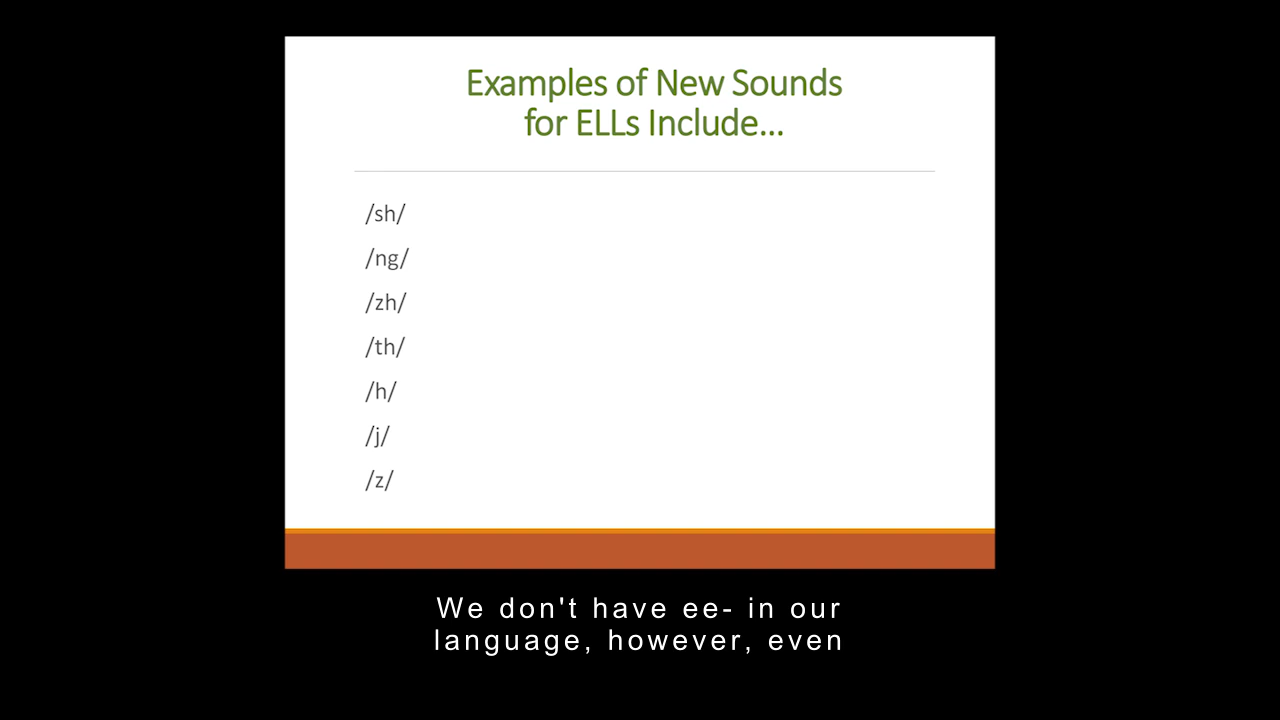 Examples of New Sounds
for ELLs Include...
/sh/
/ng/
/zh/
/th/
/h/
/j/
/z/
We don't have ee- in our
language, however, even